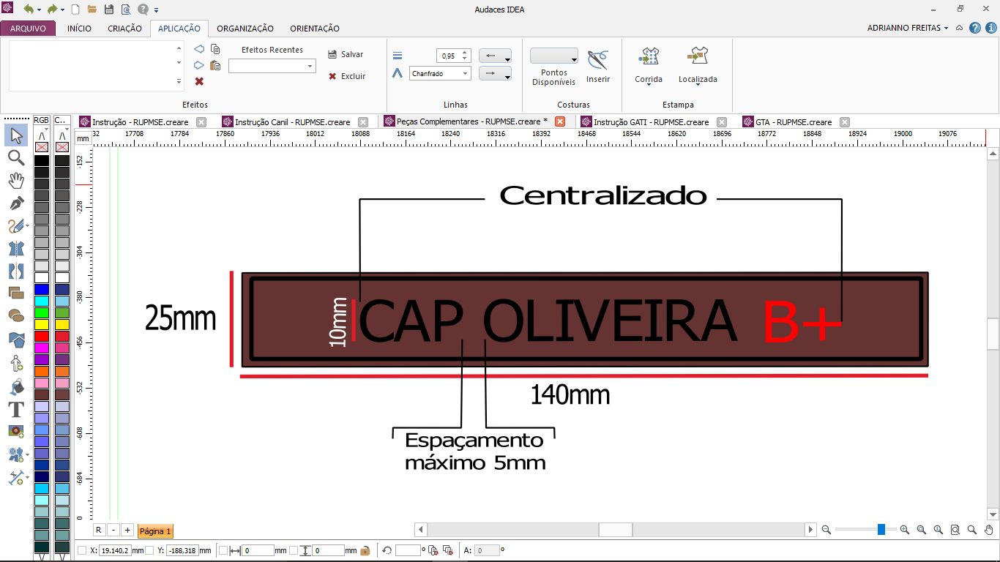 Audaces IDEA
ARQUIVO INÍCIO CRIAÇÃO APLICAÇÃO ORGANIZAÇÃO ORIENTAÇÃO ADRIANNO FREITAS
Efeitos Recentes
Salvar
Excluir
Efeitos
0,95
Chanfrado
Linhas
Pontos
Disponíveis
Inserir
Costuras
Corrida
Localizada
Estampa
RGB C..
Instrução - RUPMSE.creare Instrução Canil - RUPMSE.creare Peças Complementares - RUPMSE.creare * Instrução GATI - RUPMSE.creare GTA - RUPMSE.creare
mm 32 17708 17784 17860 17936 18012 18088 18164 18240 18316 18392 18468 18544 18620 18696 18772 18848 18924 19000 19076
-152
-228
-304
-380
-456
-532
-608
-684
0
Centralizado
25mm
10mm
CAP OLIVEIRA B+
140mm
Espaçamento
máximo 5mm
R - + Página 1
X: 19.140,2 mm Y: -188,318 mm 0 mm 0 mm º A: 0 º